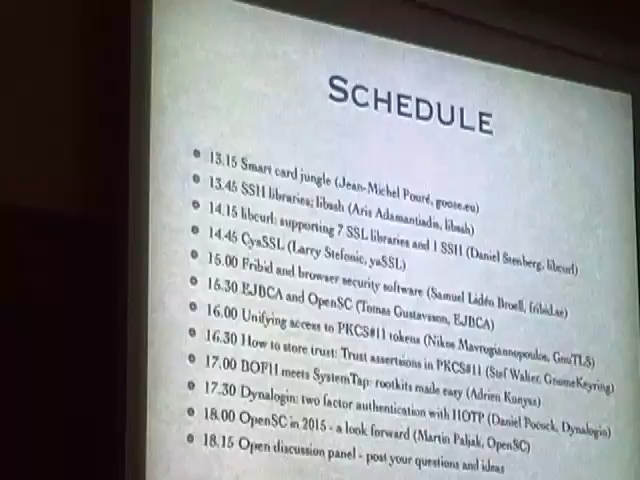 SCHEDULE
13.15 Smart card jungle (Jean-Michel Pouré, goose.eu)
13.45 SSH libraries; libssh (Aris Adamantiadis, libssh)
14.15 libcurl: supporting 7 SSL libraries and 1 SSH (Daniel Stenberg, libcurl)
14.45 CyaSSL (Larry Stefonic, yaSSL)
15.00 Fribid and browser security software (Samuel Lidén Borell, fribid.se)
15.30 EJBCA and OpenSC (Tomas Gustavsson, EJBCA)
16.00 Unifying access to PKCS#11 tokens (Nikos Mavrogiannopoulos, GnuTLS)
16.30 How to store trust: Trust assertions in PKCS#11 (Stef Walter, GnomeKeyring)
17.00 BOFH meets SystemTap: rootkits made easy (Adrien Kunysz)
17.30 Dynalogin: two factor authentication with HOTP (Daniel Pocock, Dynalogin)
18.00 OpenSC in 2015 - a look forward (Martin Paljak, OpenSC)
18.15 Open discussion panel - post your questions and ideas